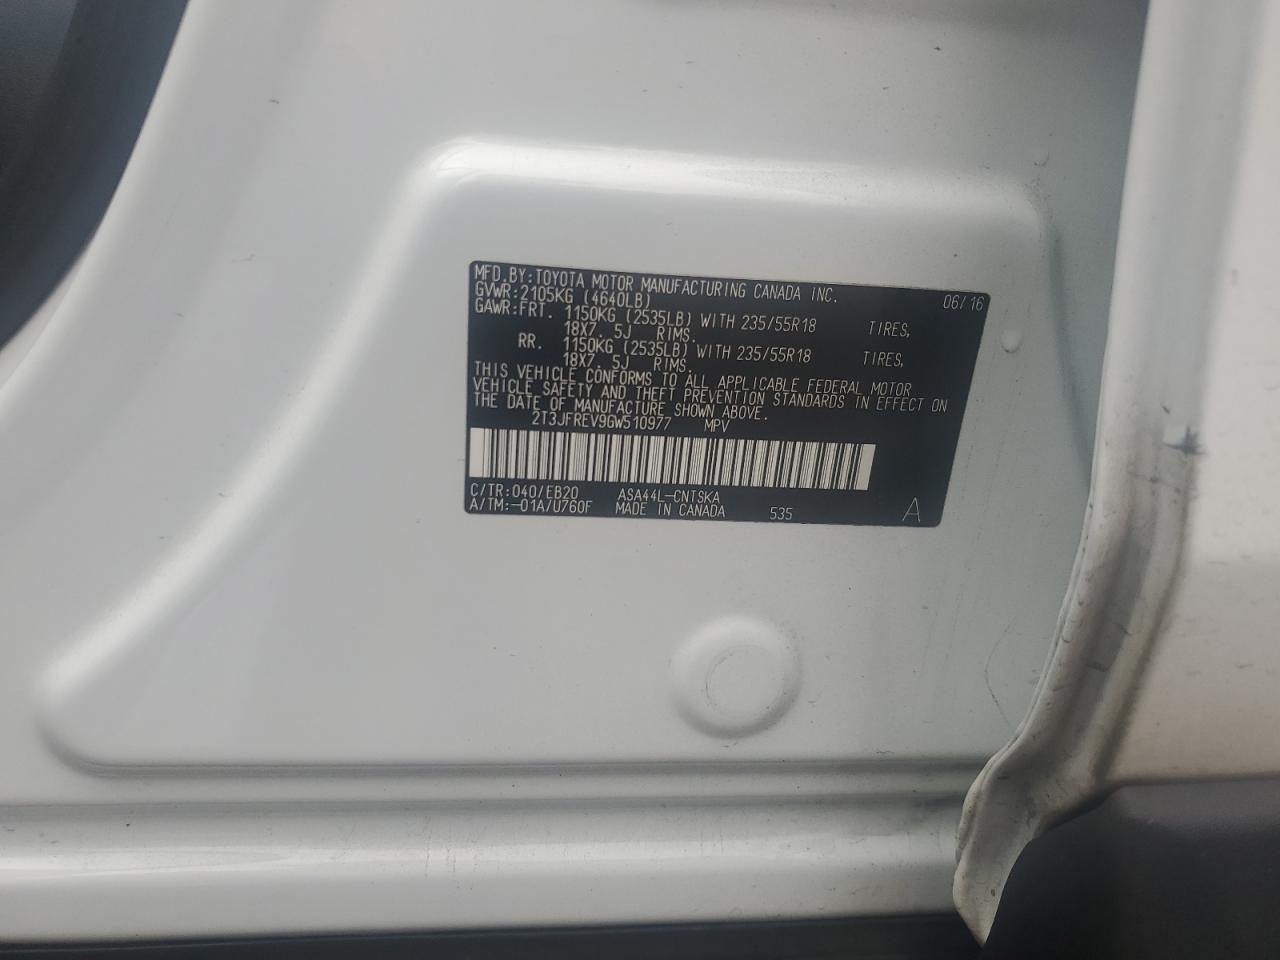 MFD.BY:TOYOTA MOTOR MANUFACTURING CANADA INC. 06/16
GVWR:2105KG (4640LB)
GAWR:FRT. 1150KG (2535LB) WITH 235/55R18 TIRES,
18X7.5J RIMS.
RR. 1150KG (2535LB) WITH 235/55R18 TIRES,
18X7.5J RIMS.
THIS VEHICLE CONFORMS TO ALL APPLICABLE FEDERAL MOTOR
VEHICLE SAFETY AND THEFT PREVENTION STANDARDS IN EFFECT ON
THE DATE OF MANUFACTURE SHOWN ABOVE.
2T3JFREV9GW510977 MPV
C/TR:040/EB20 ASA44L-CNTSKA
A/TM:-01A/U760F MADE IN CANADA 535 A